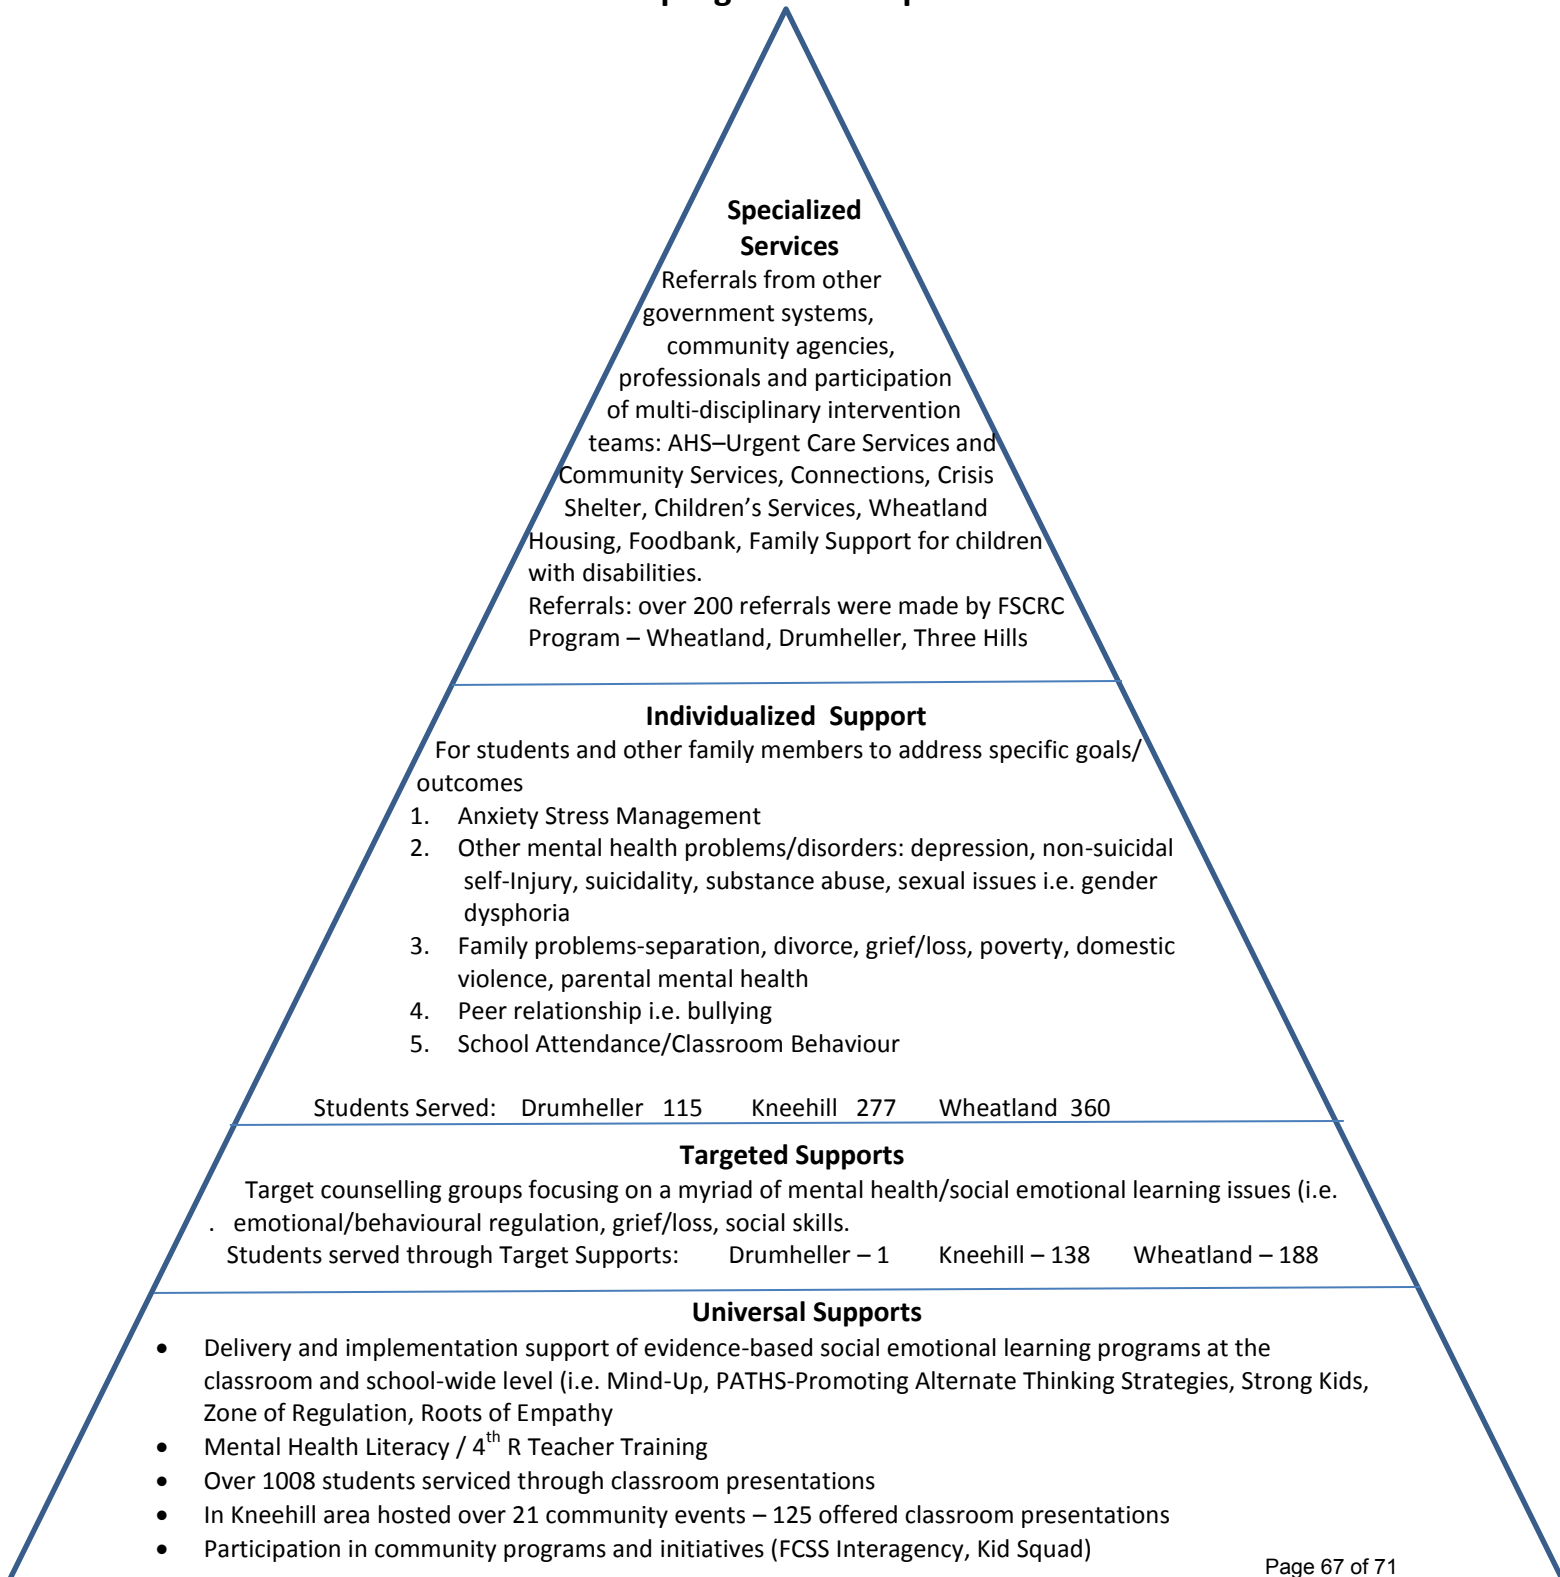 Specialized
Services
Referrals from other
government systems,
community agencies,
professionals and participation
of multi-disciplinary intervention
teams: AHS–Urgent Care Services and
Community Services, Connections, Crisis
Shelter, Children’s Services, Wheatland
Housing, Foodbank, Family Support for children
with disabilities.
Referrals: over 200 referrals were made by FSCRC
Program – Wheatland, Drumheller, Three Hills
Individualized Support
For students and other family members to address specific goals/
outcomes
1. Anxiety Stress Management
2. Other mental health problems/disorders: depression, non-suicidal
self-Injury, suicidality, substance abuse, sexual issues i.e. gender
dysphoria
3. Family problems-separation, divorce, grief/loss, poverty, domestic
violence, parental mental health
4. Peer relationship i.e. bullying
5. School Attendance/Classroom Behaviour
Students Served: Drumheller 115 Kneehill 277 Wheatland 360
Targeted Supports
Target counselling groups focusing on a myriad of mental health/social emotional learning issues (i.e.
. emotional/behavioural regulation, grief/loss, social skills.
Students served through Target Supports: Drumheller – 1 Kneehill – 138 Wheatland – 188
Universal Supports
• Delivery and implementation support of evidence-based social emotional learning programs at the
classroom and school-wide level (i.e. Mind-Up, PATHS-Promoting Alternate Thinking Strategies, Strong Kids,
Zone of Regulation, Roots of Empathy
• Mental Health Literacy / 4th R Teacher Training
• Over 1008 students serviced through classroom presentations
• In Kneehill area hosted over 21 community events – 125 offered classroom presentations
• Participation in community programs and initiatives (FCSS Interagency, Kid Squad)
Page 67 of 71